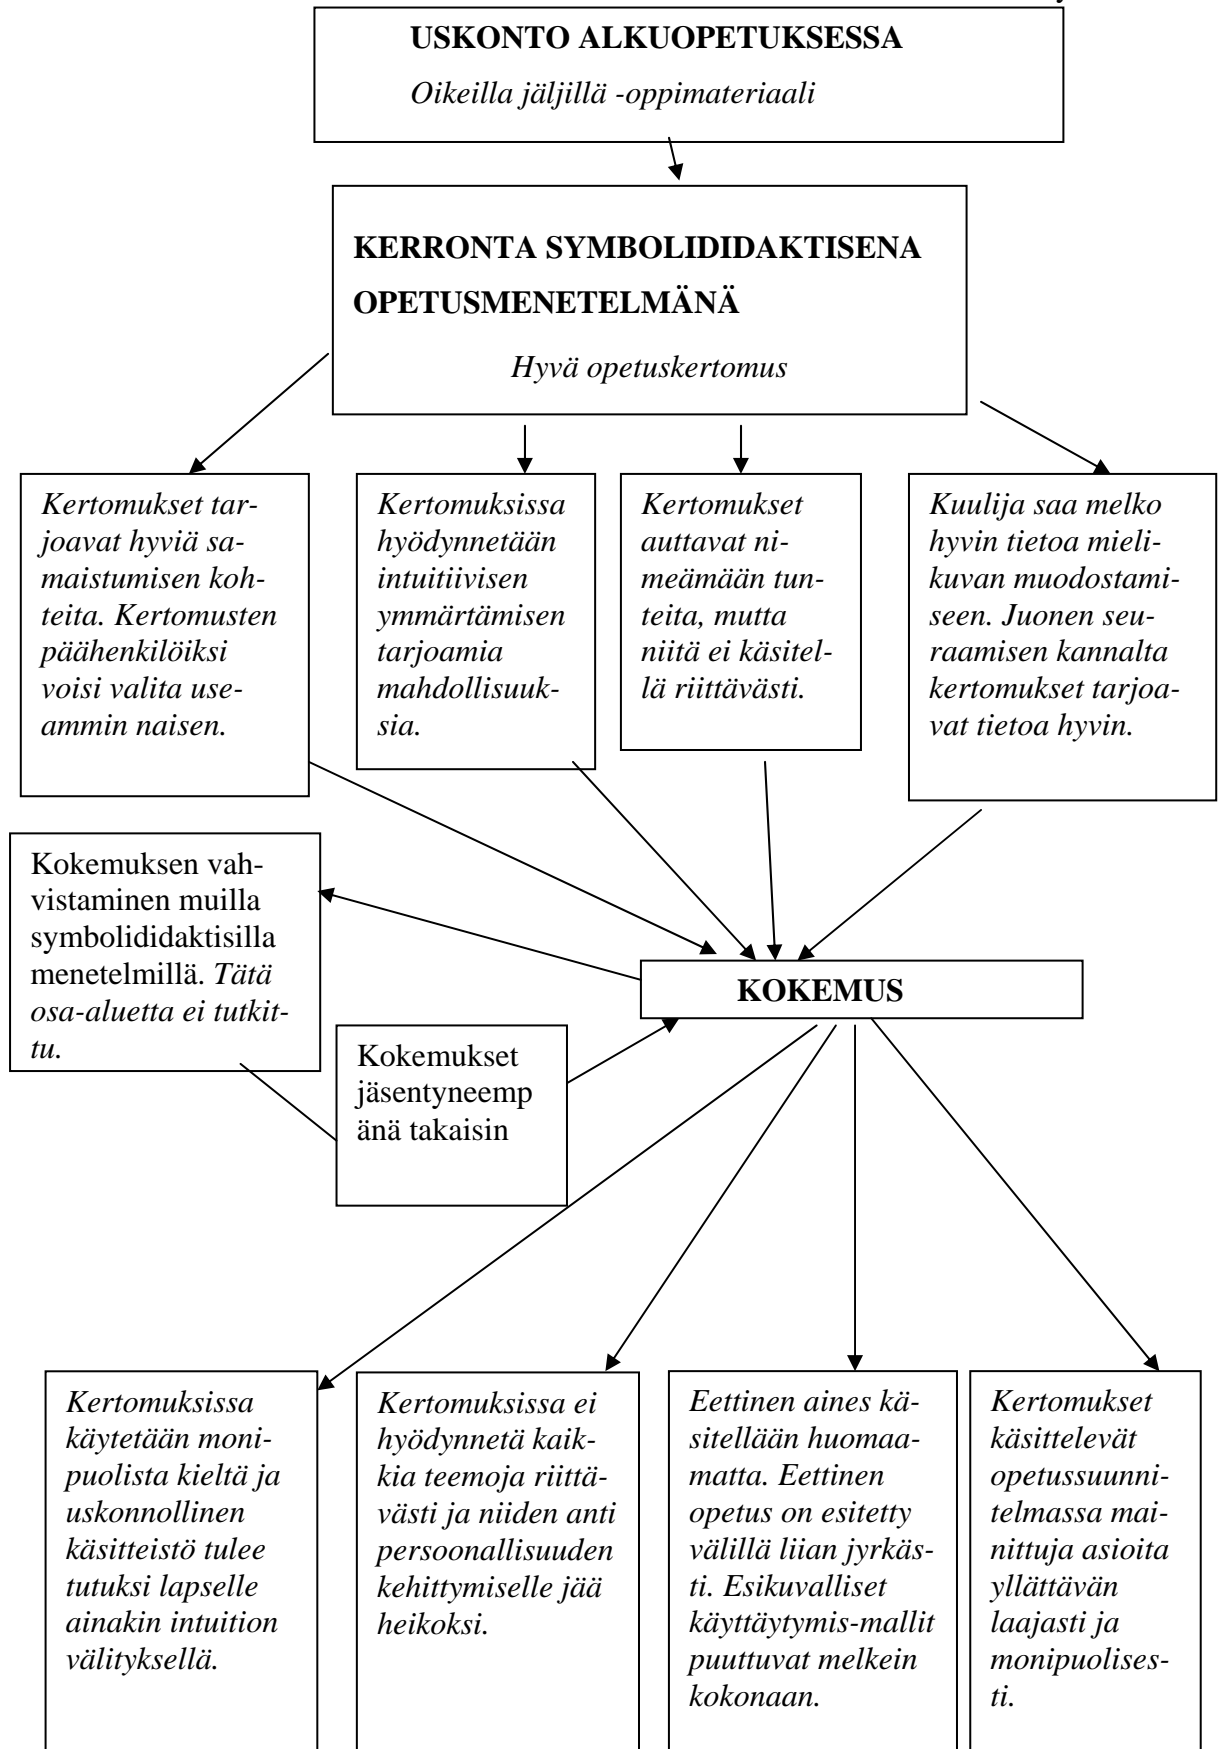 USKONTO ALKUOPETUKSESSA
Oikeilla jäljillä -oppimateriaali
KERRONTA SYMBOLIDIDAKTISENA
OPETUSMENETELMÄNÄ
Hyvä opetuskertomus
Kertomukset tar-
joavat hyviä sa-
maistumisen koh-
teita. Kertomusten
päähenkilöiksi
voisi valita use-
ammin naisen.
Kertomuksissa
hyödynnetään
intuitiivisen
ymmärtämisen
tarjoamia
mahdollisuuk-
sia.
Kertomukset
auttavat ni-
meämään tun-
teita, mutta
niitä ei käsitel-
lä riittävästi.
Kuulija saa melko
hyvin tietoa mieli-
kuvan muodostami-
seen. Juonen seu-
raamisen kannalta
kertomukset tarjoa-
vat tietoa hyvin.
Kokemuksen vah-
vistaminen muilla
symbolididaktisilla
menetelmillä. Tätä
osa-aluetta ei tutkit-
tu.
KOKEMUS
Kokemukset
jäsentyneemp
änä takaisin
Kertomuksissa
käytetään moni-
puolista kieltä ja
uskonnollinen
käsitteistö tulee
tutuksi lapselle
ainakin intuition
välityksellä.
Kertomuksissa ei
hyödynnetä kaik-
kia teemoja riittä-
västi ja niiden anti
persoonallisuuden
kehittymiselle jää
heikoksi.
Eettinen aines kä-
sitellään huomaa-
matta. Eettinen
opetus on esitetty
välillä liian jyrkäs-
ti. Esikuvalliset
käyttäytymis-mallit
puuttuvat melkein
kokonaan.
Kertomukset
käsittelevät
opetussuunni-
telmassa mai-
nittuja asioita
yllättävän
laajasti ja
monipuolises-
ti.